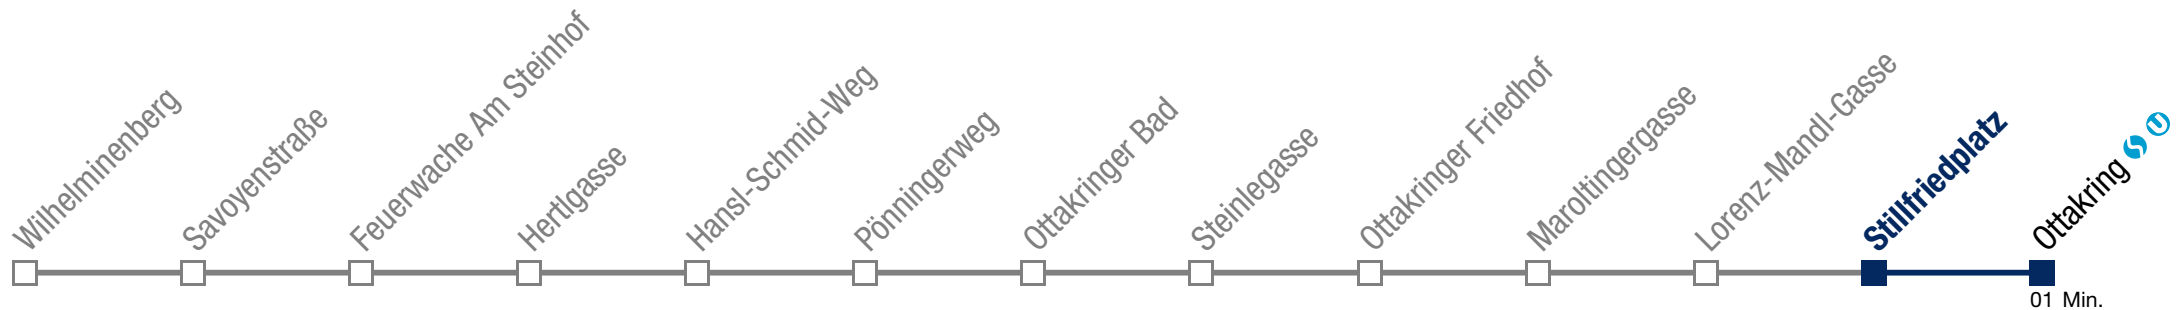 Wilhelminenberg
Savoyenstraße
Feuerwache Am Steinhof
Hertlgasse
Hansl-Schmid-Weg
Pönningerweg
Ottakringer Bad
Steinlegasse
Ottakringer Friedhof
Maroltingergasse
Lorenz-Mandl-Gasse
Stillfriedplatz
Ottakring S U
01 Min.